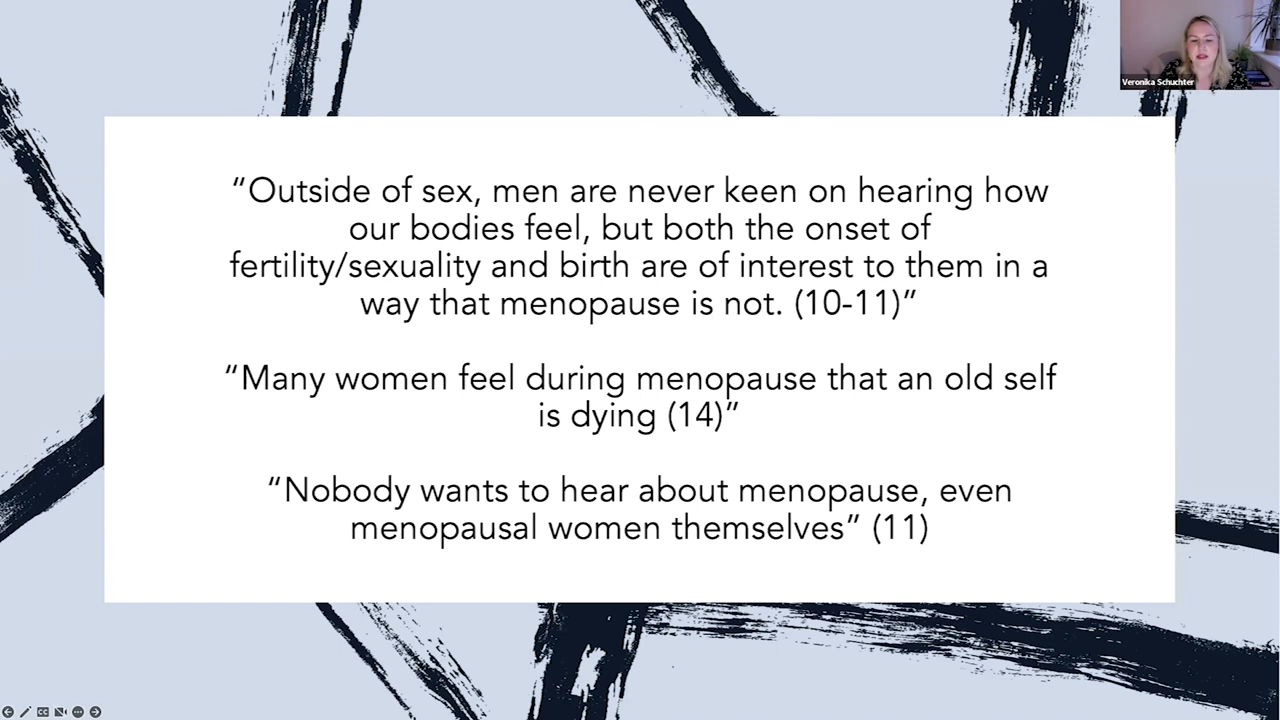 Veronika Schuchter
“Outside of sex, men are never keen on hearing how
our bodies feel, but both the onset of
fertility/sexuality and birth are of interest to them in a
way that menopause is not. (10-11)”
“Many women feel during menopause that an old self
is dying (14)”
“Nobody wants to hear about menopause, even
menopausal women themselves” (11)